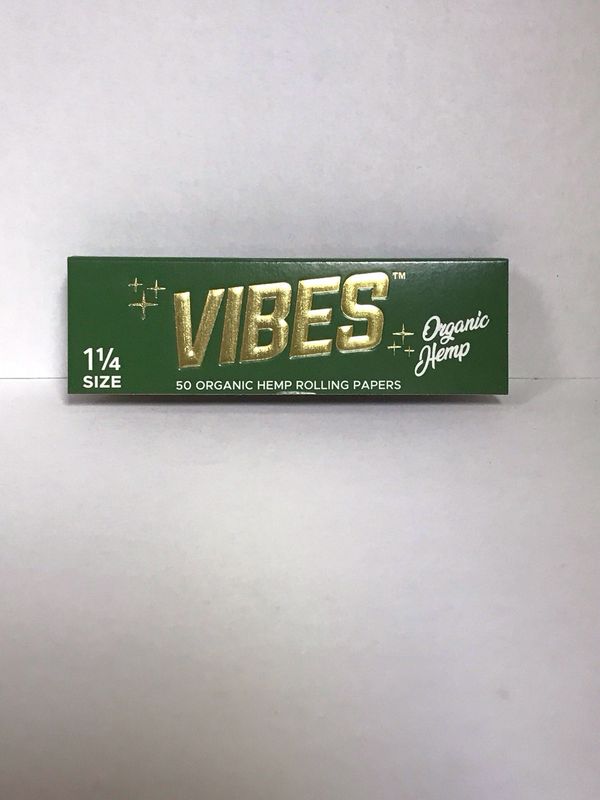 VIBES™
Organic
Hemp
1¼
SIZE
50 ORGANIC HEMP ROLLING PAPERS